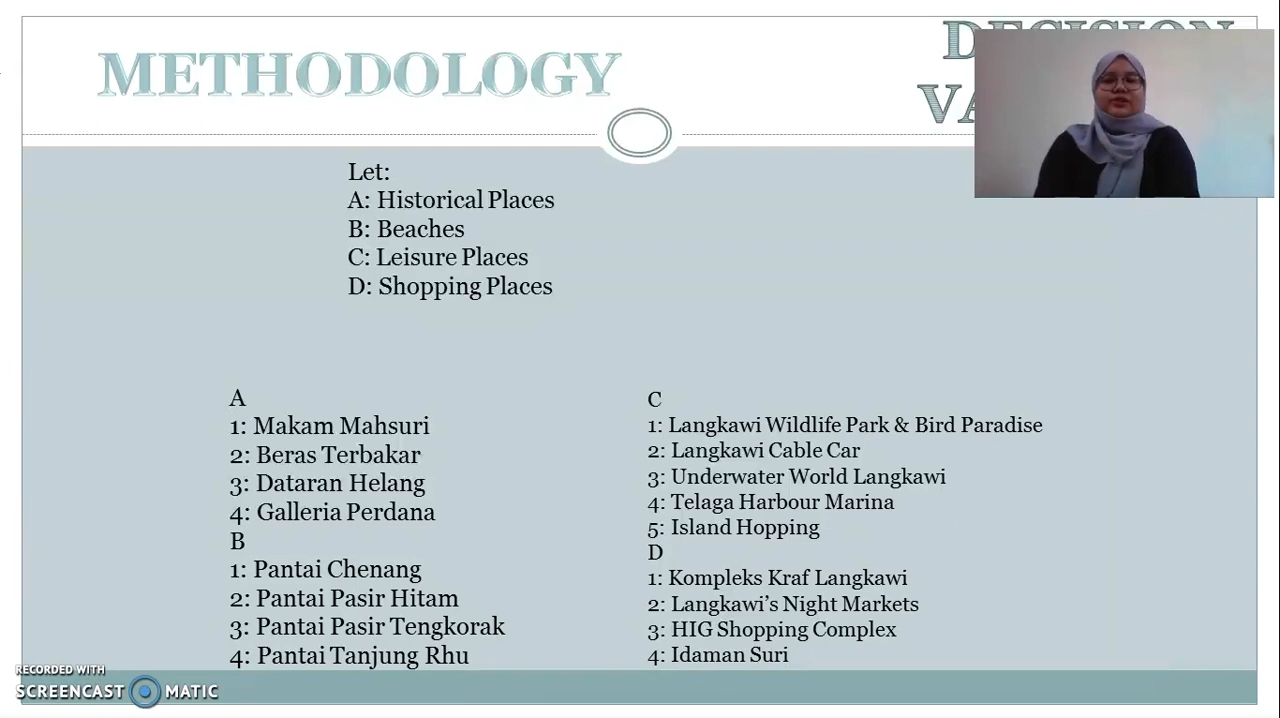 METHODOLOGY
Let:
A: Historical Places
B: Beaches
C: Leisure Places
D: Shopping Places
A
1: Makam Mahsuri
2: Beras Terbakar
3: Dataran Helang
4: Galleria Perdana
B
1: Pantai Chenang
2: Pantai Pasir Hitam
3: Pantai Pasir Tengkorak
4: Pantai Tanjung Rhu
C
1: Langkawi Wildlife Park & Bird Paradise
2: Langkawi Cable Car
3: Underwater World Langkawi
4: Telaga Harbour Marina
5: Island Hopping
D
1: Kompleks Kraf Langkawi
2: Langkawi’s Night Markets
3: HIG Shopping Complex
4: Idaman Suri
RECORDED WITH
SCREENCAST MATIC